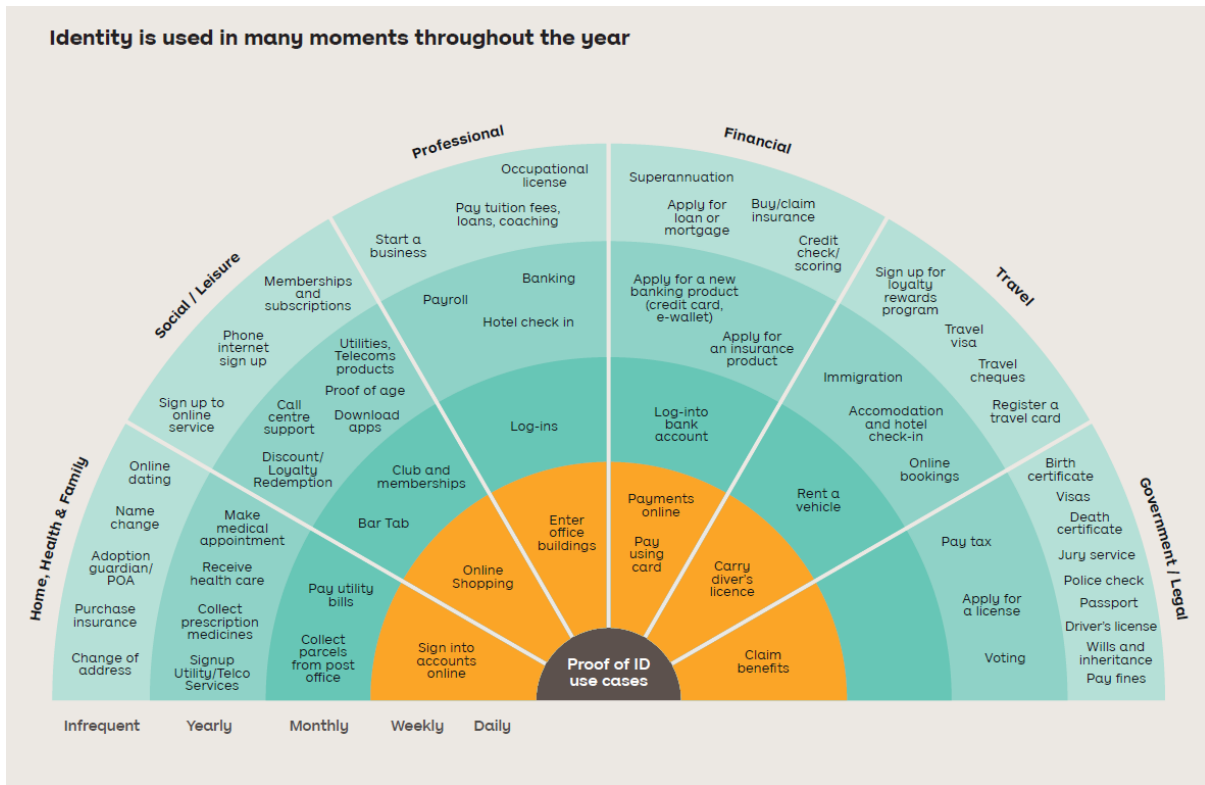 Identity is used in many moments throughout the year
Home, Health & Family
Online
dating
Name
change
Adoption
guardian/
POA
Purchase
insurance
Change of
address
Make
medical
appointment
Receive
health care
Collect
prescription
medicines
Signup
Utility/Telco
Services
Pay utility
bills
Collect
parcels
from post
office
Sign into
accounts
online
Social / Leisure
Memberships
and
subscriptions
Phone
internet
sign up
Sign up to
online
service
Utilities,
Telecoms
products
Proof of age
Call
centre
support
Download
apps
Discount/
Loyalty
Redemption
Club and
memberships
Bar Tab
Online
Shopping
Professional
Occupational
license
Pay tuition fees,
loans, coaching
Start a
business
Banking
Payroll
Hotel check in
Log-ins
Enter
office
buildings
Financial
Superannuation
Apply for
loan or
mortgage
Buy/claim
insurance
Credit
check/
scoring
Apply for a new
banking product
(credit card,
e-wallet)
Apply for
an insurance
product
Log-into
bank
account
Payments
online
Pay
using
card
Travel
Sign up for
loyalty
rewards
program
Travel
visa
Travel
cheques
Register a
travel card
Immigration
Accomodation
and hotel
check-in
Online
bookings
Rent a
vehicle
Carry
diver's
licence
Government / Legal
Birth
certificate
Visas
Death
certificate
Jury service
Police check
Passport
Driver's license
Wills and
inheritance
Pay fines
Pay tax
Apply for
a license
Voting
Claim
benefits
Proof of ID
use cases
Infrequent
Yearly
Monthly
Weekly
Daily